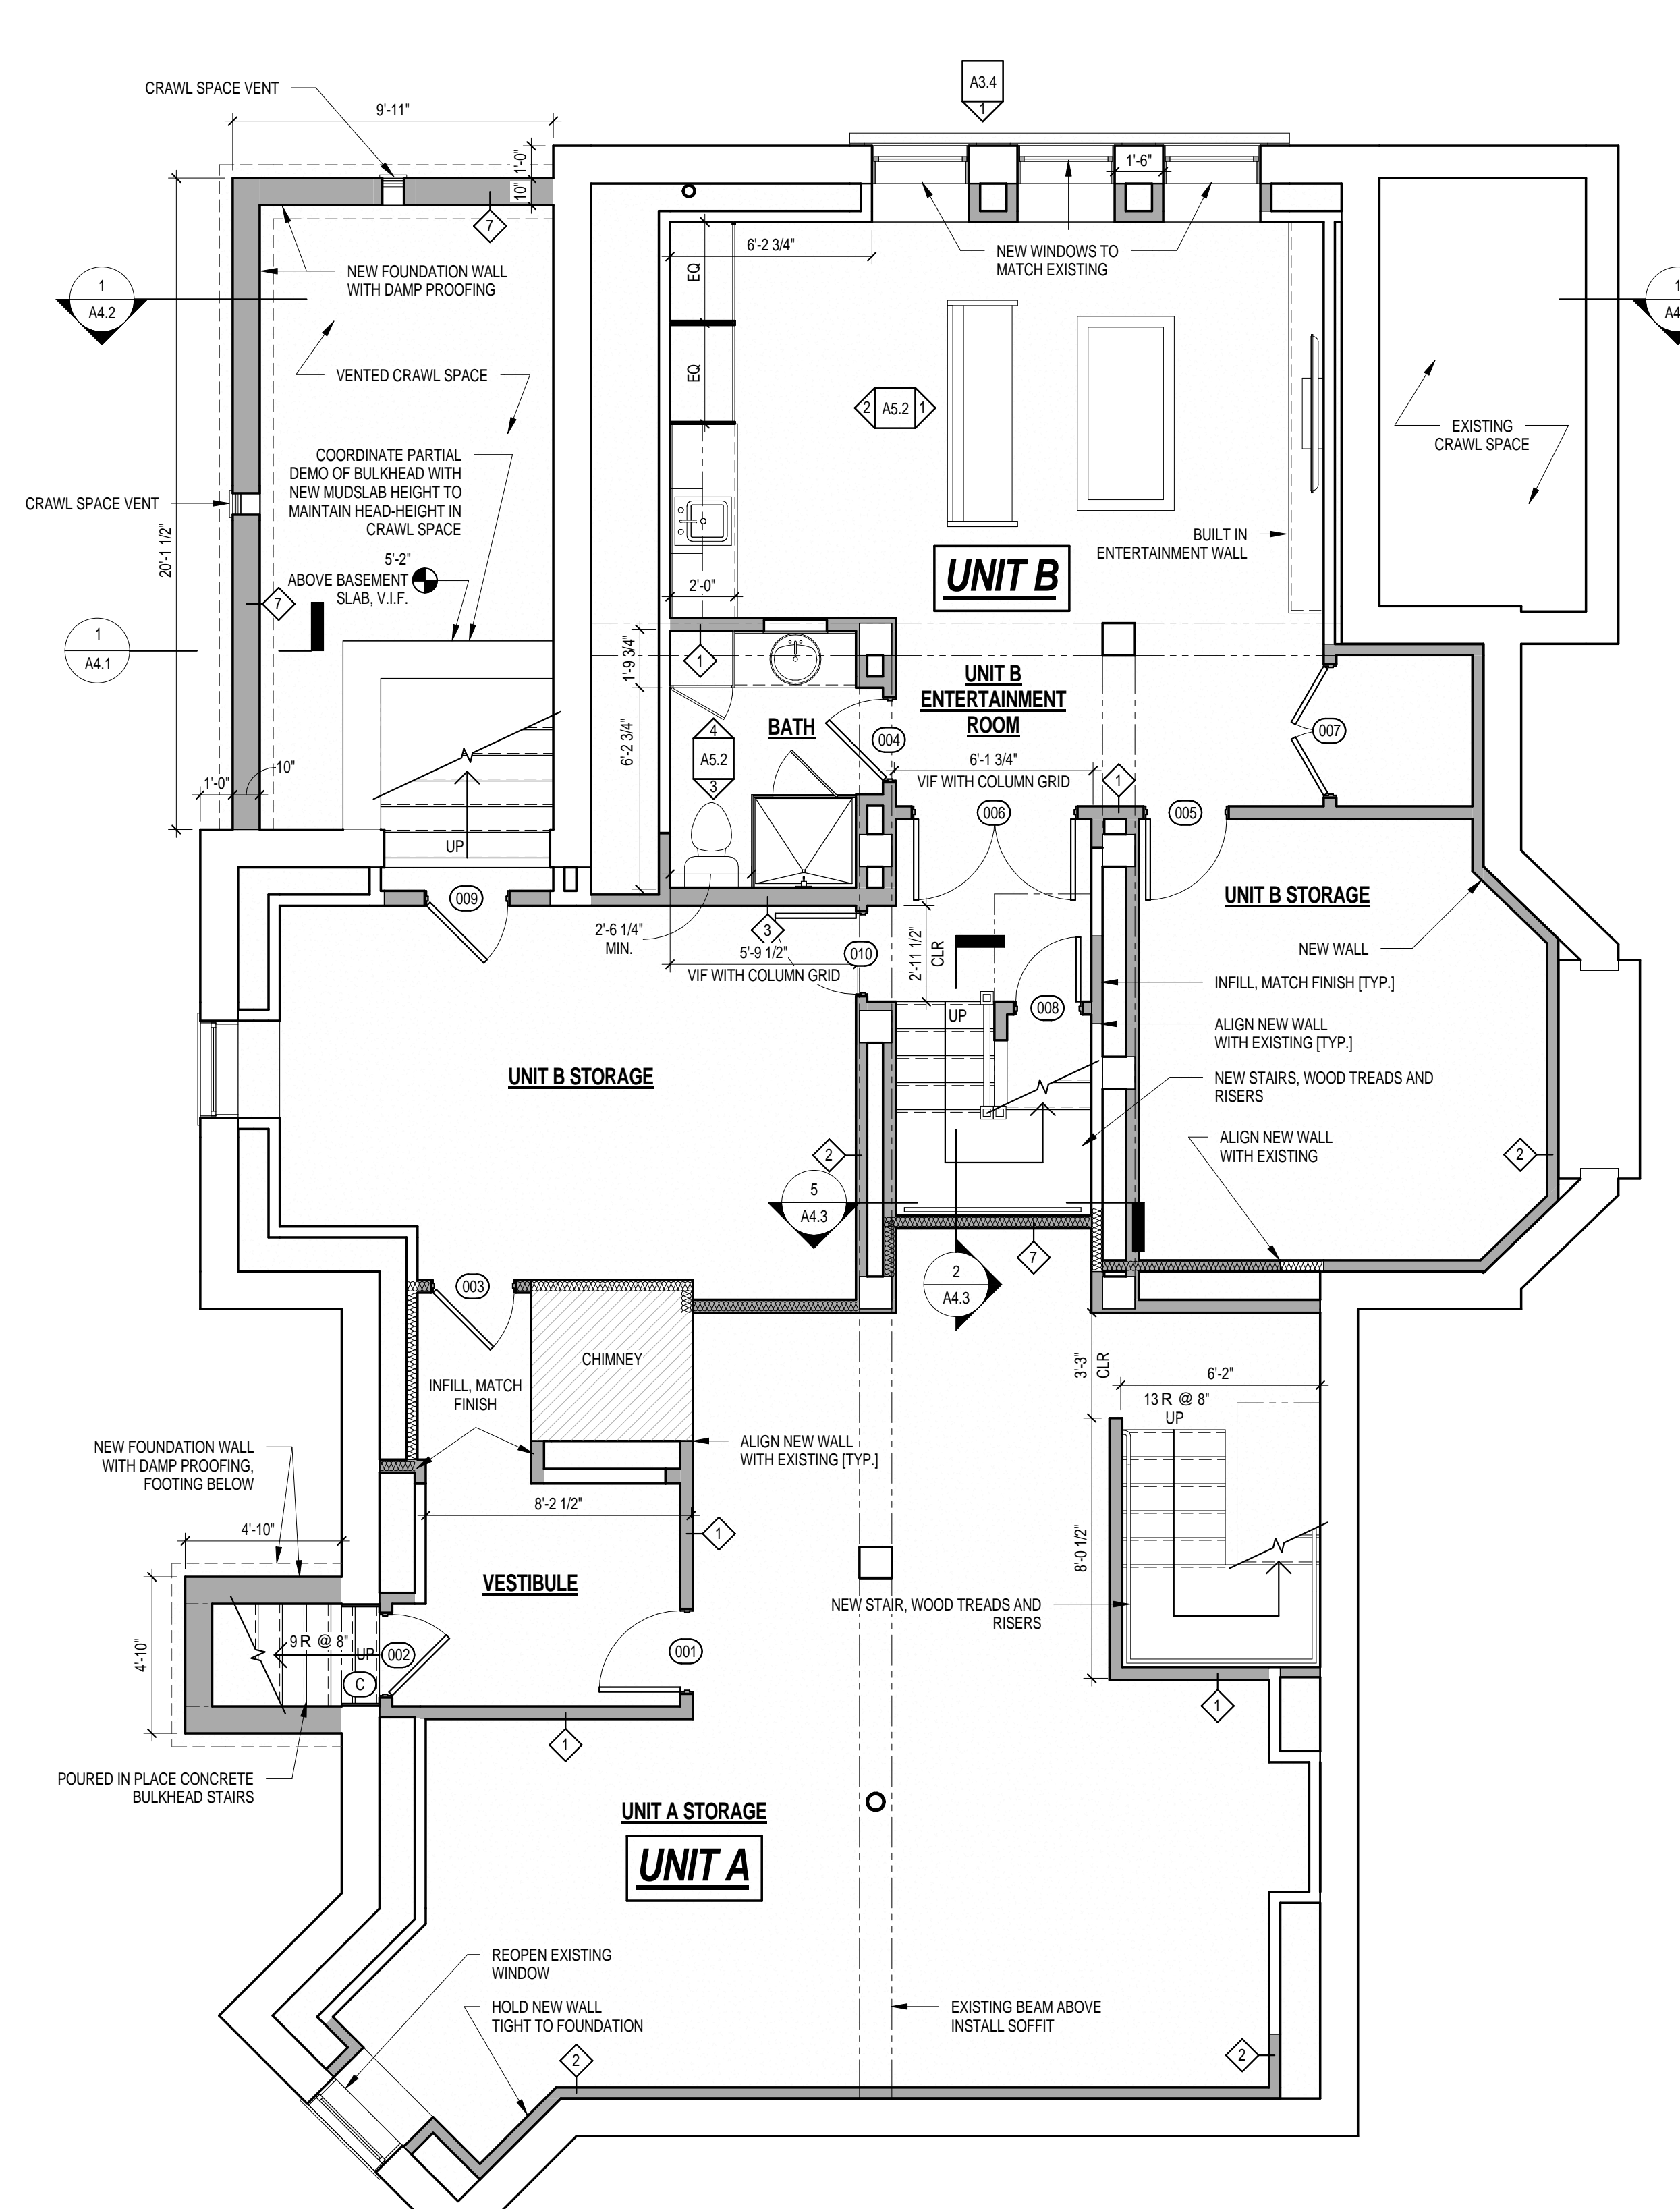 A3.4
1
CRAWL SPACE VENT
9'-11"
1'-0"
10"
1'-6"
7
6'-2 3/4"
EQ
NEW WINDOWS TO
MATCH EXISTING
NEW FOUNDATION WALL
WITH DAMP PROOFING
1
A4.2
1
A4
VENTED CRAWL SPACE
EQ
2
A5.2
1
EXISTING
CRAWL SPACE
COORDINATE PARTIAL
DEMO OF BULKHEAD WITH
NEW MUDSLAB HEIGHT TO
MAINTAIN HEAD-HEIGHT IN
CRAWL SPACE
CRAWL SPACE VENT
20'-1 1/2"
5'-2"
ABOVE BASEMENT
SLAB, V.I.F.
BUILT IN
ENTERTAINMENT WALL
UNIT B
2'-0"
7
1
A4.1
1'-9 3/4"
1
UNIT B
ENTERTAINMENT
ROOM
BATH
4
A5.2
3
6'-2 3/4"
004
007
6'-1 3/4"
VIF WITH COLUMN GRID
1
10"
1'-0"
006
005
UP
009
UNIT B STORAGE
2'-6 1/4"
MIN.
3
5'-9 1/2"
VIF WITH COLUMN GRID
010
2'-11 1/2"
CLR
NEW WALL
INFILL, MATCH FINISH [TYP.]
UP
008
ALIGN NEW WALL
WITH EXISTING [TYP.]
UNIT B STORAGE
NEW STAIRS, WOOD TREADS AND
RISERS
ALIGN NEW WALL
WITH EXISTING
2
2
5
A4.3
7
2
A4.3
003
CHIMNEY
3'-3"
CLR
6'-2"
13 R @ 8"
UP
INFILL, MATCH
FINISH
NEW FOUNDATION WALL
WITH DAMP PROOFING,
FOOTING BELOW
ALIGN NEW WALL
WITH EXISTING [TYP.]
8'-2 1/2"
4'-10"
1
8'-0 1/2"
VESTIBULE
NEW STAIR, WOOD TREADS AND
RISERS
4'-10"
9 R @ 8"
UP
002
001
C
1
1
POURED IN PLACE CONCRETE
BULKHEAD STAIRS
UNIT A STORAGE
UNIT A
REOPEN EXISTING
WINDOW
HOLD NEW WALL
TIGHT TO FOUNDATION
EXISTING BEAM ABOVE
INSTALL SOFFIT
2
2